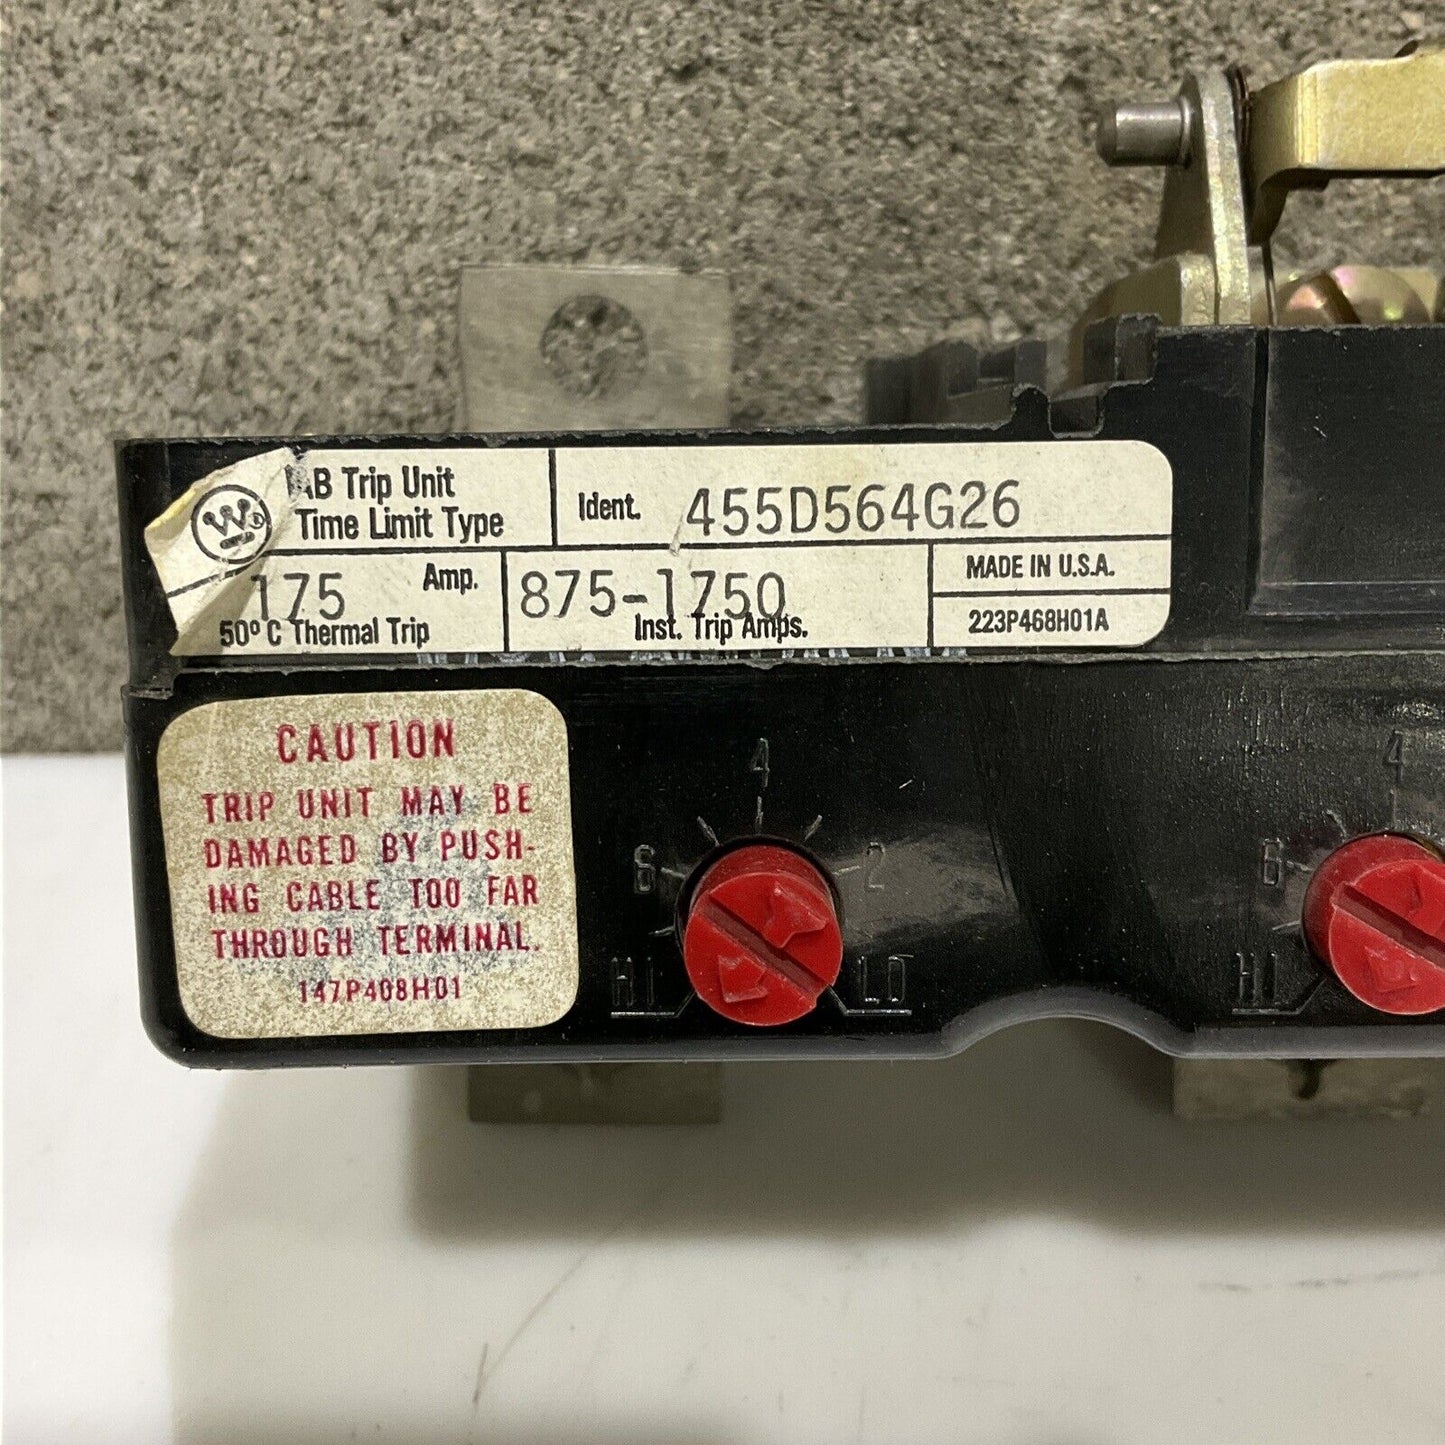 W ®
AB Trip Unit
Time Limit Type
Ident. 455D564G26
175 Amp.
50° C Thermal Trip
875-1750
Inst. Trip Amps.
MADE IN U.S.A.
223P468H01A
CAUTION
TRIP UNIT MAY BE
DAMAGED BY PUSH-
ING CABLE TOO FAR
THROUGH TERMINAL.
147P408H01
4
6 2
HI LO
4
6
HI